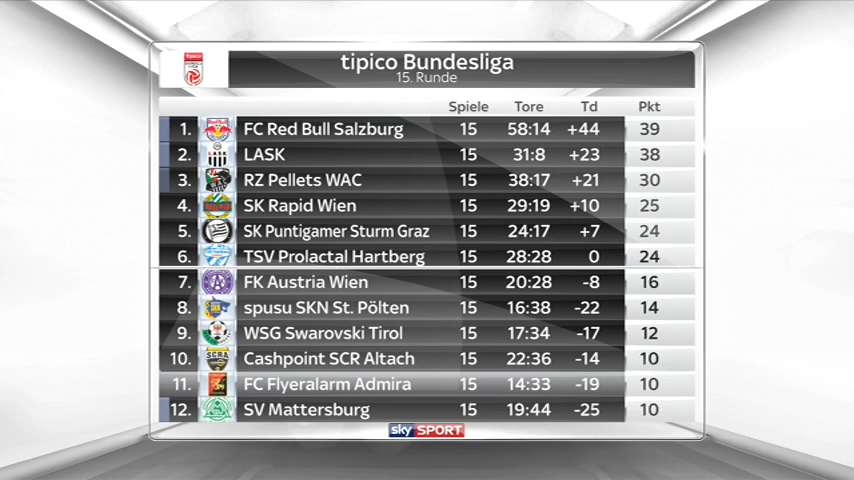 tipico
tipico Bundesliga
15. Runde
Spiele Tore Td Pkt
1. FC Red Bull Salzburg 15 58:14 +44 39
2. LASK 15 31:8 +23 38
3. RZ Pellets WAC 15 38:17 +21 30
4. SK Rapid Wien 15 29:19 +10 25
5. SK Puntigamer Sturm Graz 15 24:17 +7 24
6. TSV Prolactal Hartberg 15 28:28 0 24
7. FK Austria Wien 15 20:28 -8 16
8. spusu SKN St. Pölten 15 16:38 -22 14
9. WSG Swarovski Tirol 15 17:34 -17 12
10. Cashpoint SCR Altach 15 22:36 -14 10
11. FC Flyeralarm Admira 15 14:33 -19 10
12. SV Mattersburg 15 19:44 -25 10
sky SPORT